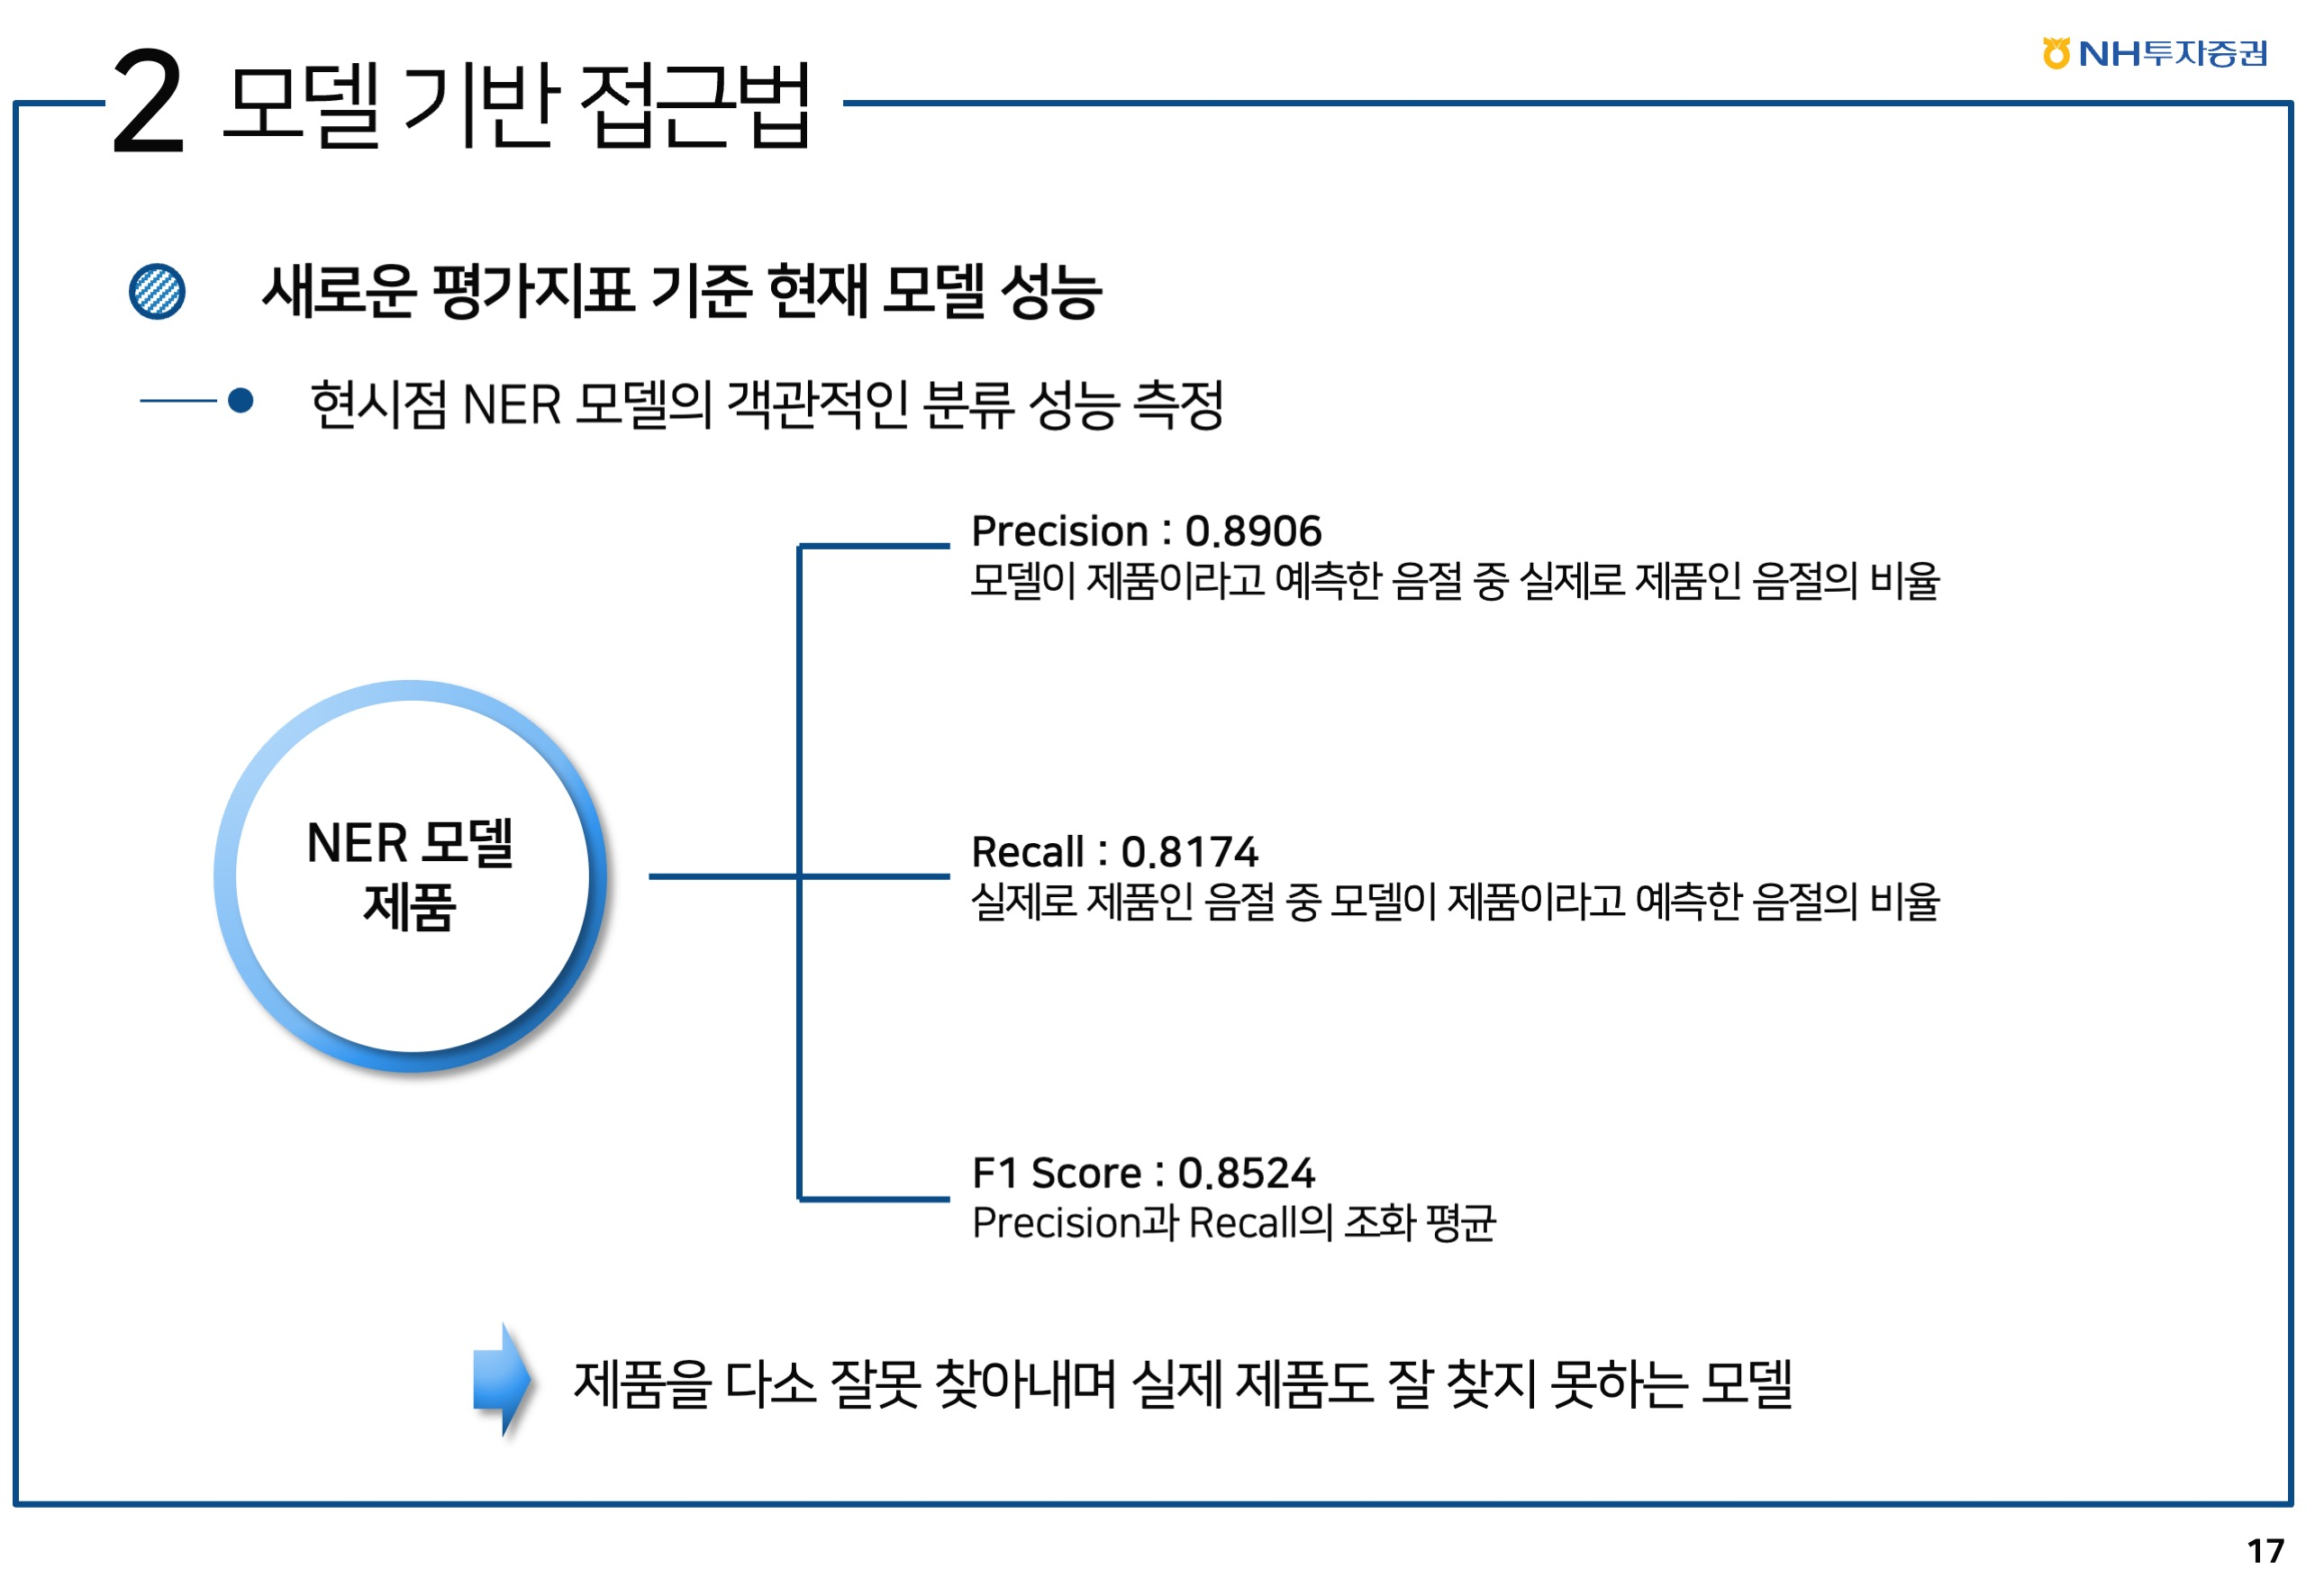 2 모델 기반 접근법
NH투자증권
새로운 평가지표 기준 현재 모델 성능
현시점 NER 모델의 객관적인 분류 성능 측정
Precision : 0.8906
모델이 제품이라고 예측한 음절 중 실제로 제품인 음절의 비율
NER 모델
제품
Recall : 0.8174
실제로 제품인 음절 중 모델이 제품이라고 예측한 음절의 비율
F1 Score : 0.8524
Precision과 Recall의 조화 평균
제품을 다소 잘못 찾아내며 실제 제품도 잘 찾지 못하는 모델
17